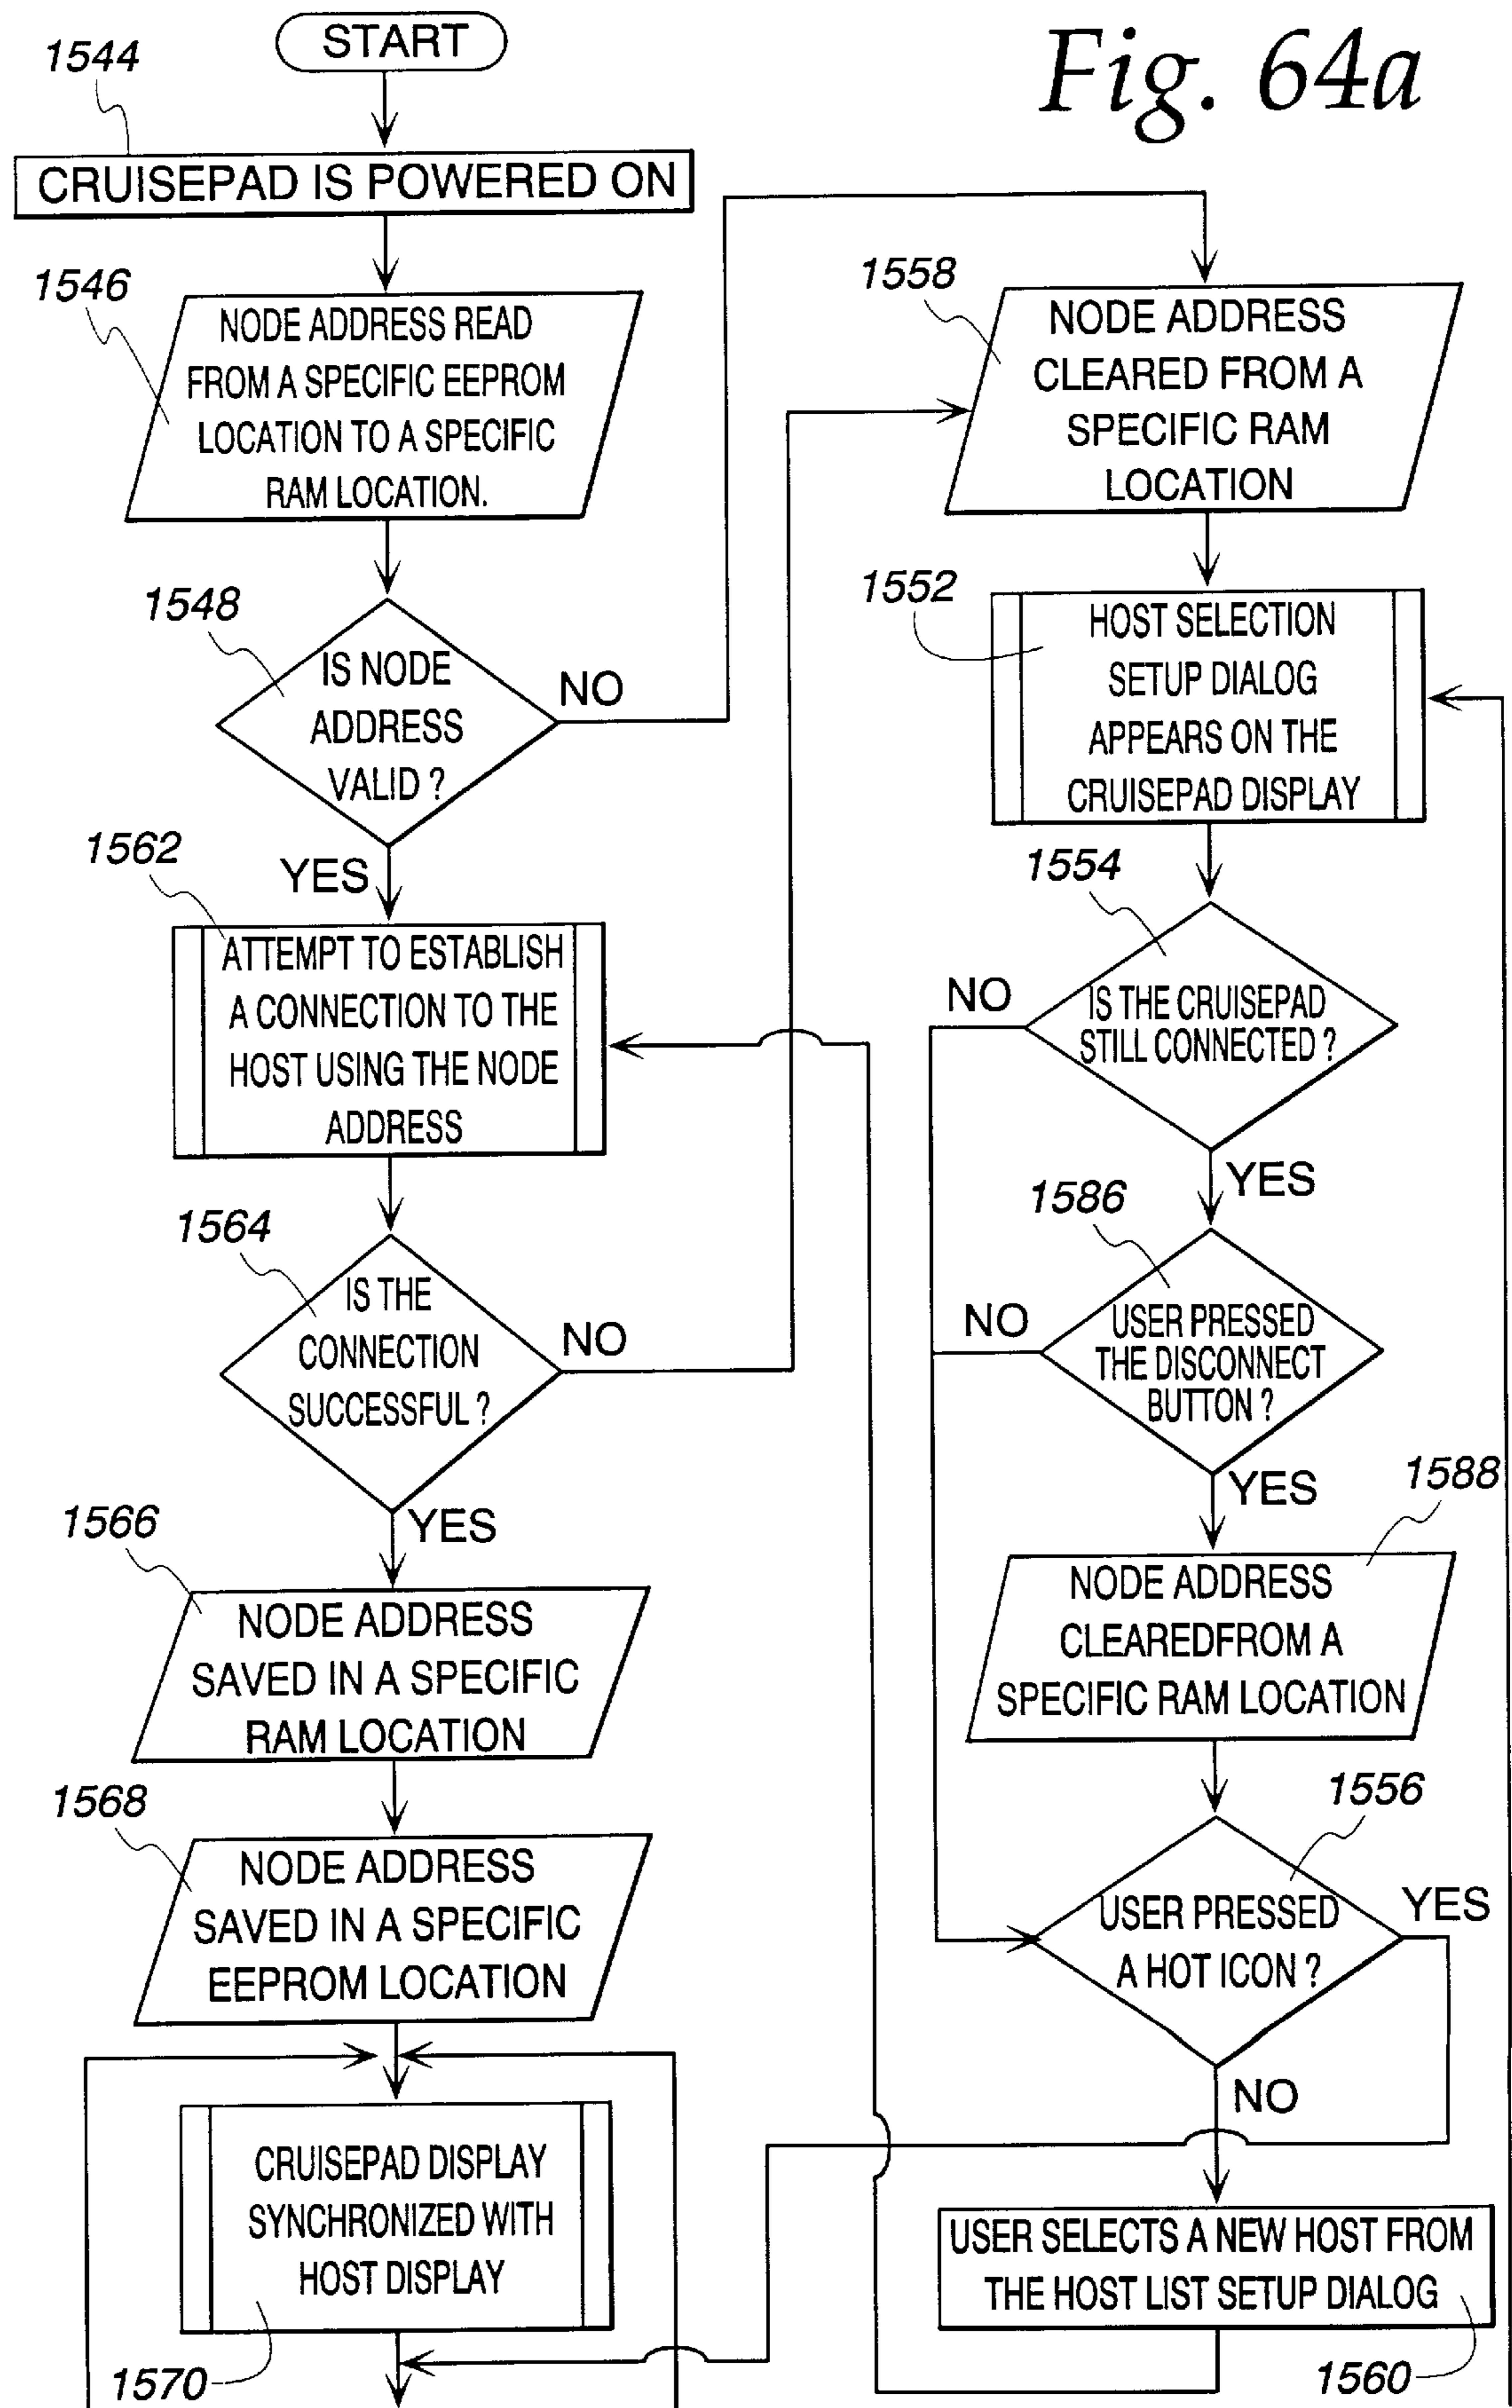 Fig. 64a
START
1544
CRUISEPAD IS POWERED ON
1546
NODE ADDRESS READ
FROM A SPECIFIC EEPROM
LOCATION TO A SPECIFIC
RAM LOCATION.
1548
IS NODE
ADDRESS
VALID ?
NO
YES
1562
ATTEMPT TO ESTABLISH
A CONNECTION TO THE
HOST USING THE NODE
ADDRESS
1564
IS THE
CONNECTION
SUCCESSFUL ?
NO
YES
1566
NODE ADDRESS
SAVED IN A SPECIFIC
RAM LOCATION
1568
NODE ADDRESS
SAVED IN A SPECIFIC
EEPROM LOCATION
CRUISEPAD DISPLAY
SYNCHRONIZED WITH
HOST DISPLAY
1570
1558
NODE ADDRESS
CLEARED FROM A
SPECIFIC RAM
LOCATION
1552
HOST SELECTION
SETUP DIALOG
APPEARS ON THE
CRUISEPAD DISPLAY
1554
IS THE CRUISEPAD
STILL CONNECTED ?
NO
YES
1586
USER PRESSED
THE DISCONNECT
BUTTON ?
NO
YES
1588
NODE ADDRESS
CLEAREDFROM A
SPECIFIC RAM LOCATION
1556
USER PRESSED
A HOT ICON ?
YES
NO
USER SELECTS A NEW HOST FROM
THE HOST LIST SETUP DIALOG
1560